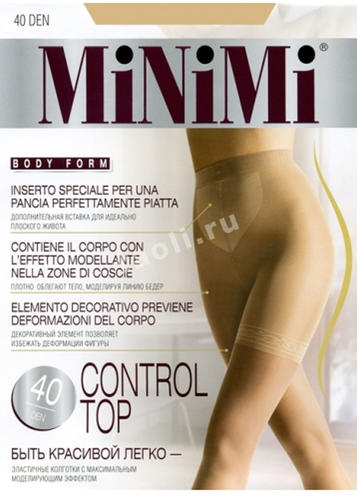 40 DEN
MiNiMi®
BODY FORM
INSERTO SPECIALE PER UNA
PANCIA PERFETTAMENTE PIATTA
ДОПОЛНИТЕЛЬНАЯ ВСТАВКА ДЛЯ ИДЕАЛЬНО
ПЛОСКОГО ЖИВОТА
CONTIENE IL CORPO CON
L'EFFETTO MODELLANTE
NELLA ZONE DI COSCIE
ПЛОТНО ОБЛЕГАЮТ ТЕЛО, МОДЕЛИРУЯ ЛИНИЮ БЕДЕР
ELEMENTO DECORATIVO PREVIENE
DEFORMAZIONI DEL CORPO
ДЕКОРАТИВНЫЙ ЭЛЕМЕНТ ПОЗВОЛЯЕТ
ИЗБЕЖАТЬ ДЕФОРМАЦИИ ФИГУРЫ
40
DEN
CONTROL
TOP
БЫТЬ КРАСИВОЙ ЛЕГКО —
ЭЛАСТИЧНЫЕ КОЛГОТКИ С МАКСИМАЛЬНЫМ
МОДЕЛИРУЮЩИМ ЭФФЕКТОМ